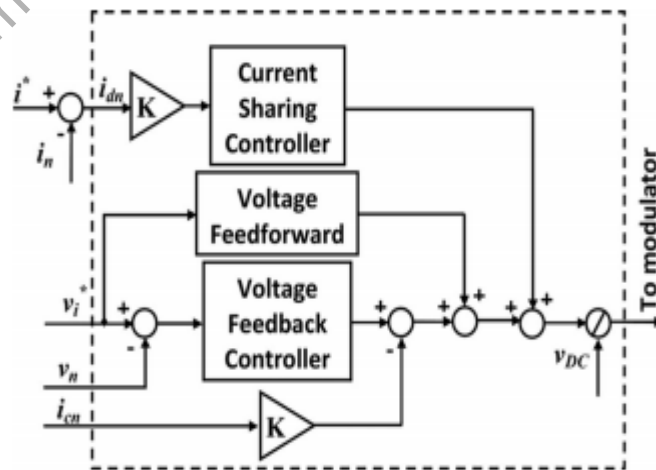 i* + i_dn K
- i_n
Current
Sharing
Controller
Voltage
Feedforward
v_i* + -
Voltage
Feedback
Controller
+ - + + + +
v_n
i_cn K
v_DC
To modulator